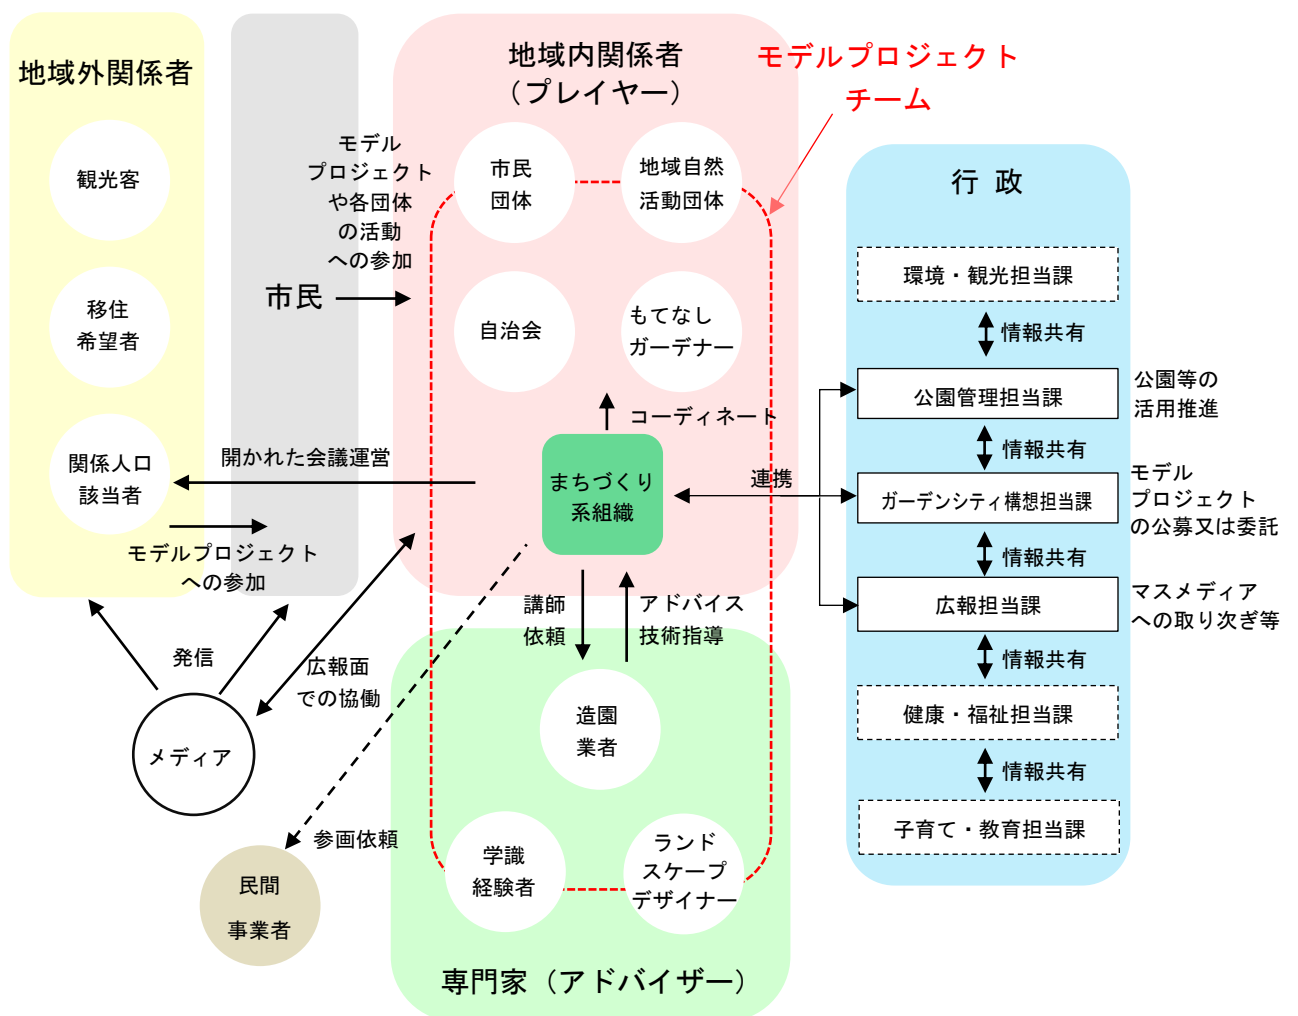 地域外関係者
観光客
移住
希望者
関係人口
該当者
市民
モデル
プロジェクト
や各団体
の活動
への参加
地域内関係者
（プレイヤー）
モデルプロジェクト
チーム
市民
団体
地域自然
活動団体
自治会
もてなし
ガーデナー
コーディネート
まちづくり
系組織
開かれた会議運営
モデルプロジェクト
への参加
連携
講師
依頼
アドバイス
技術指導
発信
広報面
での協働
メディア
参画依頼
民間
事業者
造園
業者
学識
経験者
ランド
スケープ
デザイナー
専門家（アドバイザー）
行 政
環境・観光担当課
情報共有
公園管理担当課
公園等の
活用推進
情報共有
ガーデンシティ構想担当課
モデル
プロジェクト
の公募又は委託
情報共有
広報担当課
マスメディア
への取り次ぎ等
情報共有
健康・福祉担当課
情報共有
子育て・教育担当課